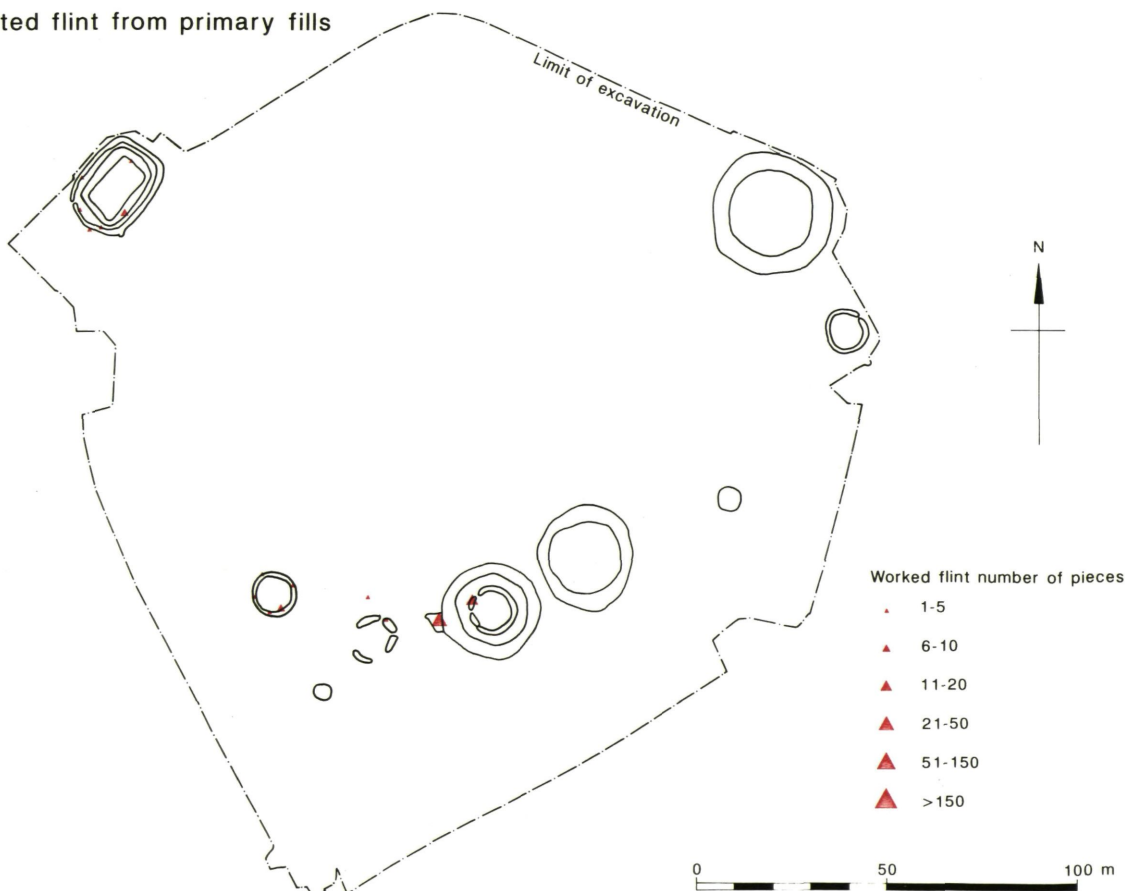 ted flint from primary fills
Limit of excavation
N
Worked flint number of pieces
1-5
6-10
11-20
21-50
51-150
>150
0 50 100 m